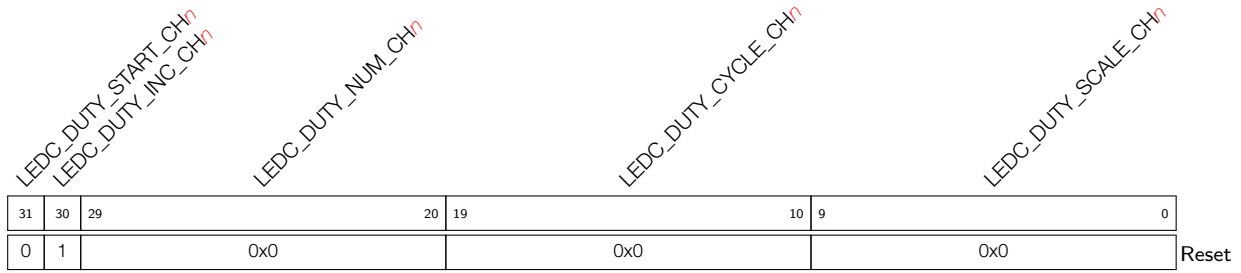 LEDC_DUTY_START_CHn
LEDC_DUTY_INC_CHn
LEDC_DUTY_NUM_CHn
LEDC_DUTY_CYCLE_CHn
LEDC_DUTY_SCALE_CHn
31 30 29 20 19 10 9 0
0 1 0x0 0x0 0x0 Reset